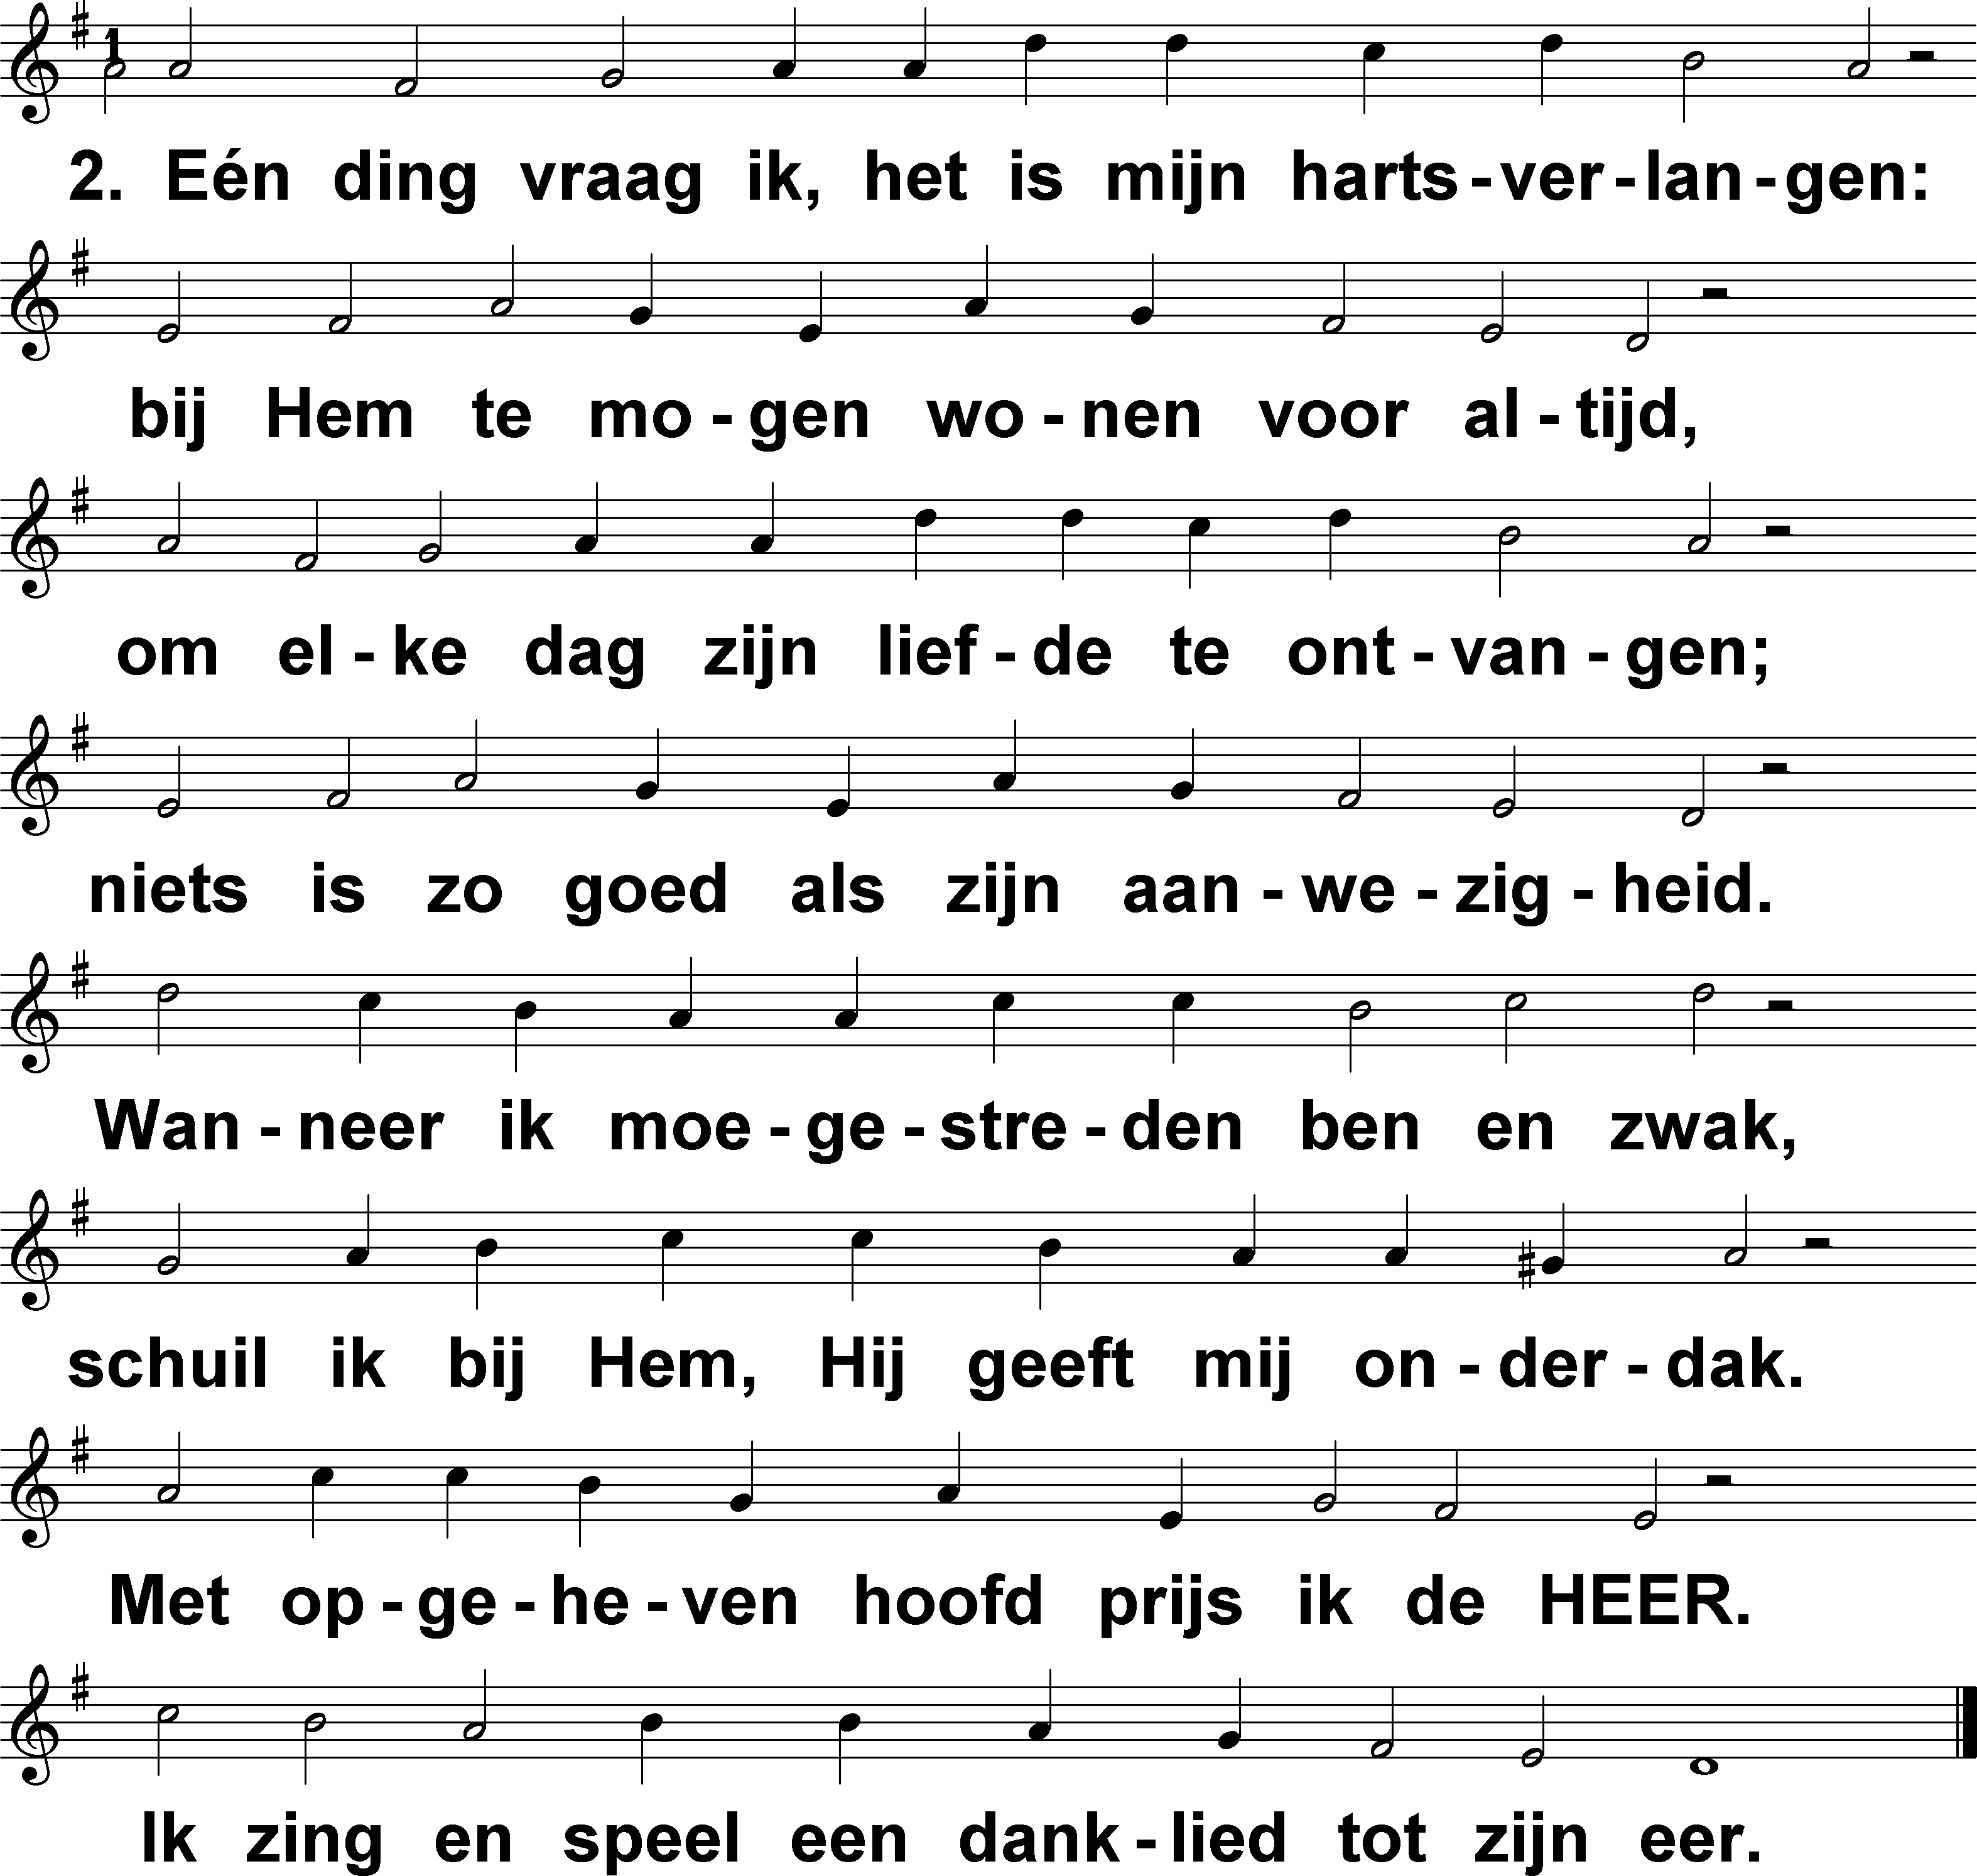 2. Eén ding vraag ik, het is mijn harts-ver-lan-gen:
bij Hem te mo-gen wo-nen voor al-tijd,
om el-ke dag zijn lief-de te ont-van-gen;
niets is zo goed als zijn aan-we-zig-heid.
Wan-neer ik moe-ge-stre-den ben en zwak,
schuil ik bij Hem, Hij geeft mij on-der-dak.
Met op-ge-he-ven hoofd prijs ik de HEER.
Ik zing en speel een dank-lied tot zijn eer.